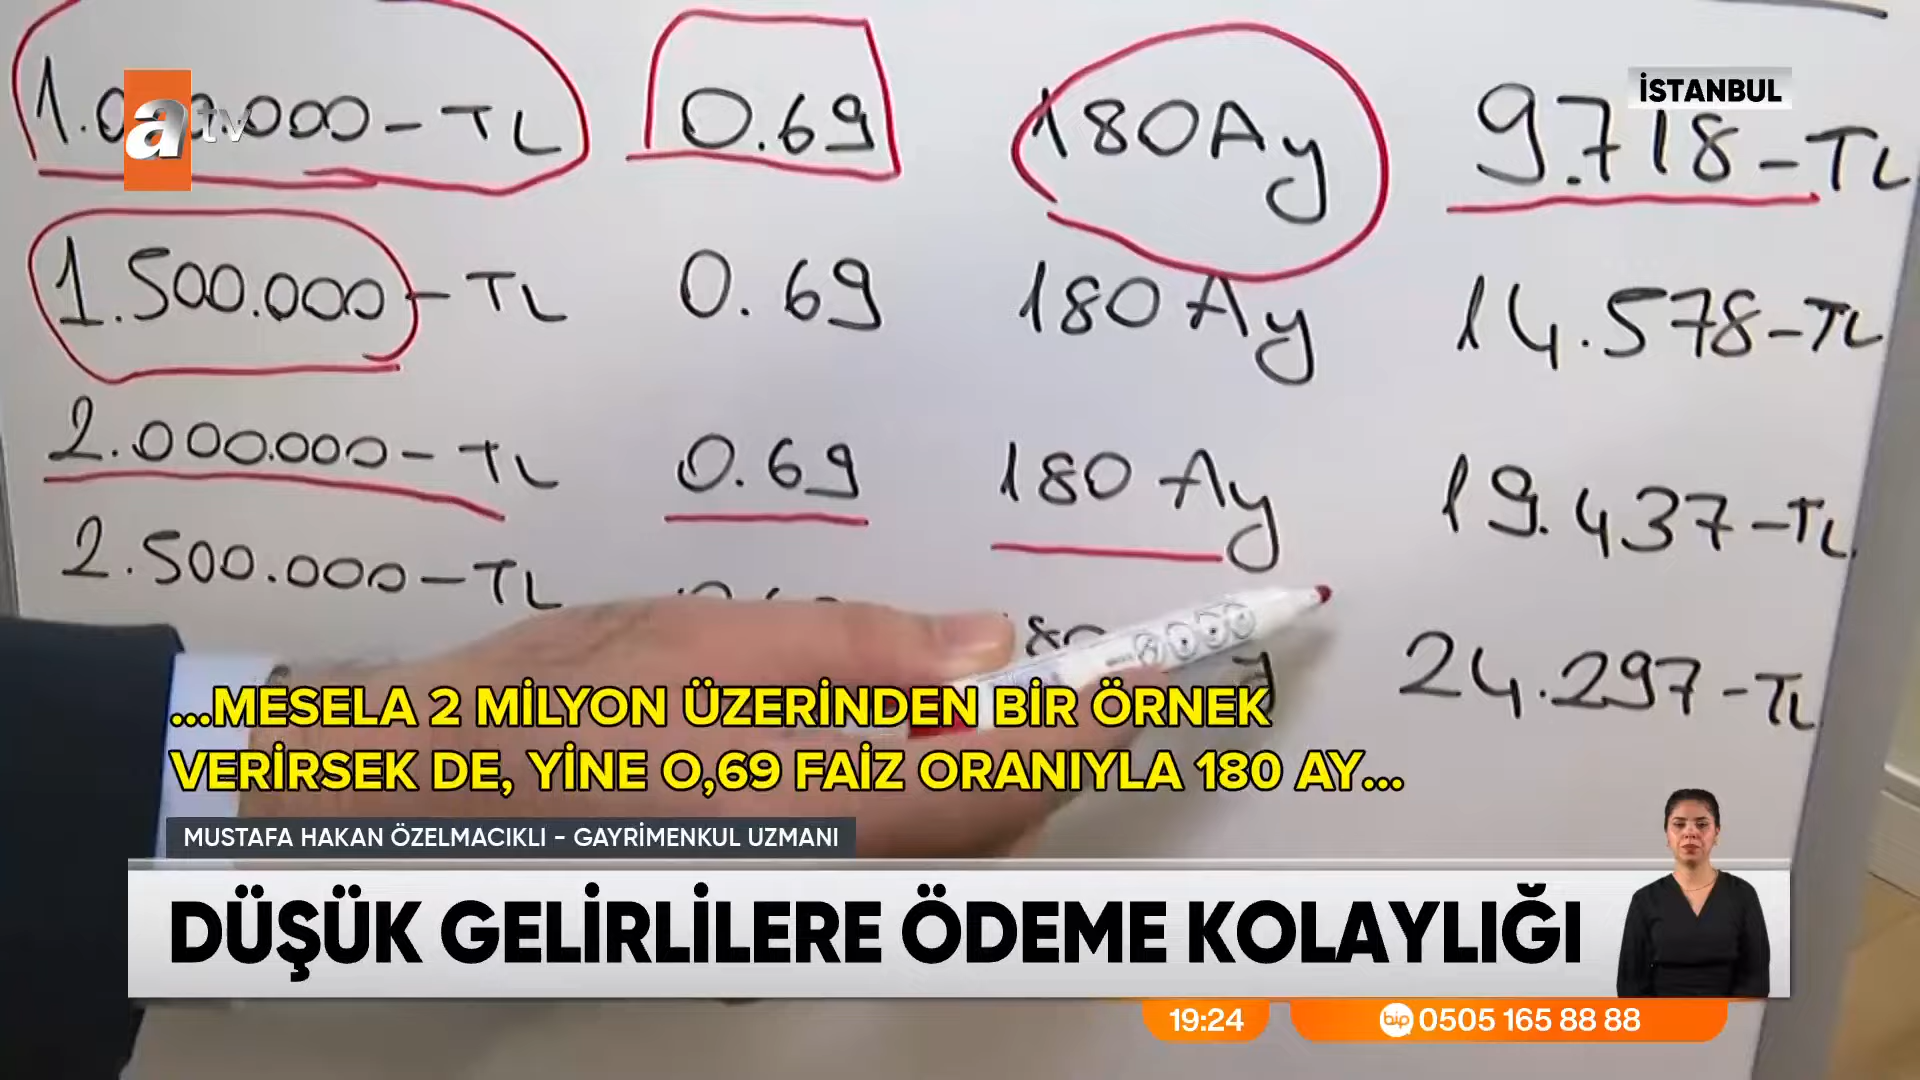 1.000.000-TL 0.69 180 Ay 9.718-TL
atv
İSTANBUL
1.500.000-TL 0.69 180 Ay 14.578-TL
2.000.000-TL 0.69 180 Ay 19.437-TL
2.500.000-TL 24.297-TL
...MESELA 2 MİLYON ÜZERİNDEN BİR ÖRNEK
VERİRSEK DE, YİNE 0,69 FAİZ ORANIYLA 180 AY...
MUSTAFA HAKAN ÖZELMACIKLI - GAYRİMENKUL UZMANI
DÜŞÜK GELİRLİLERE ÖDEME KOLAYLIĞI
19:24 bip 0505 165 88 88